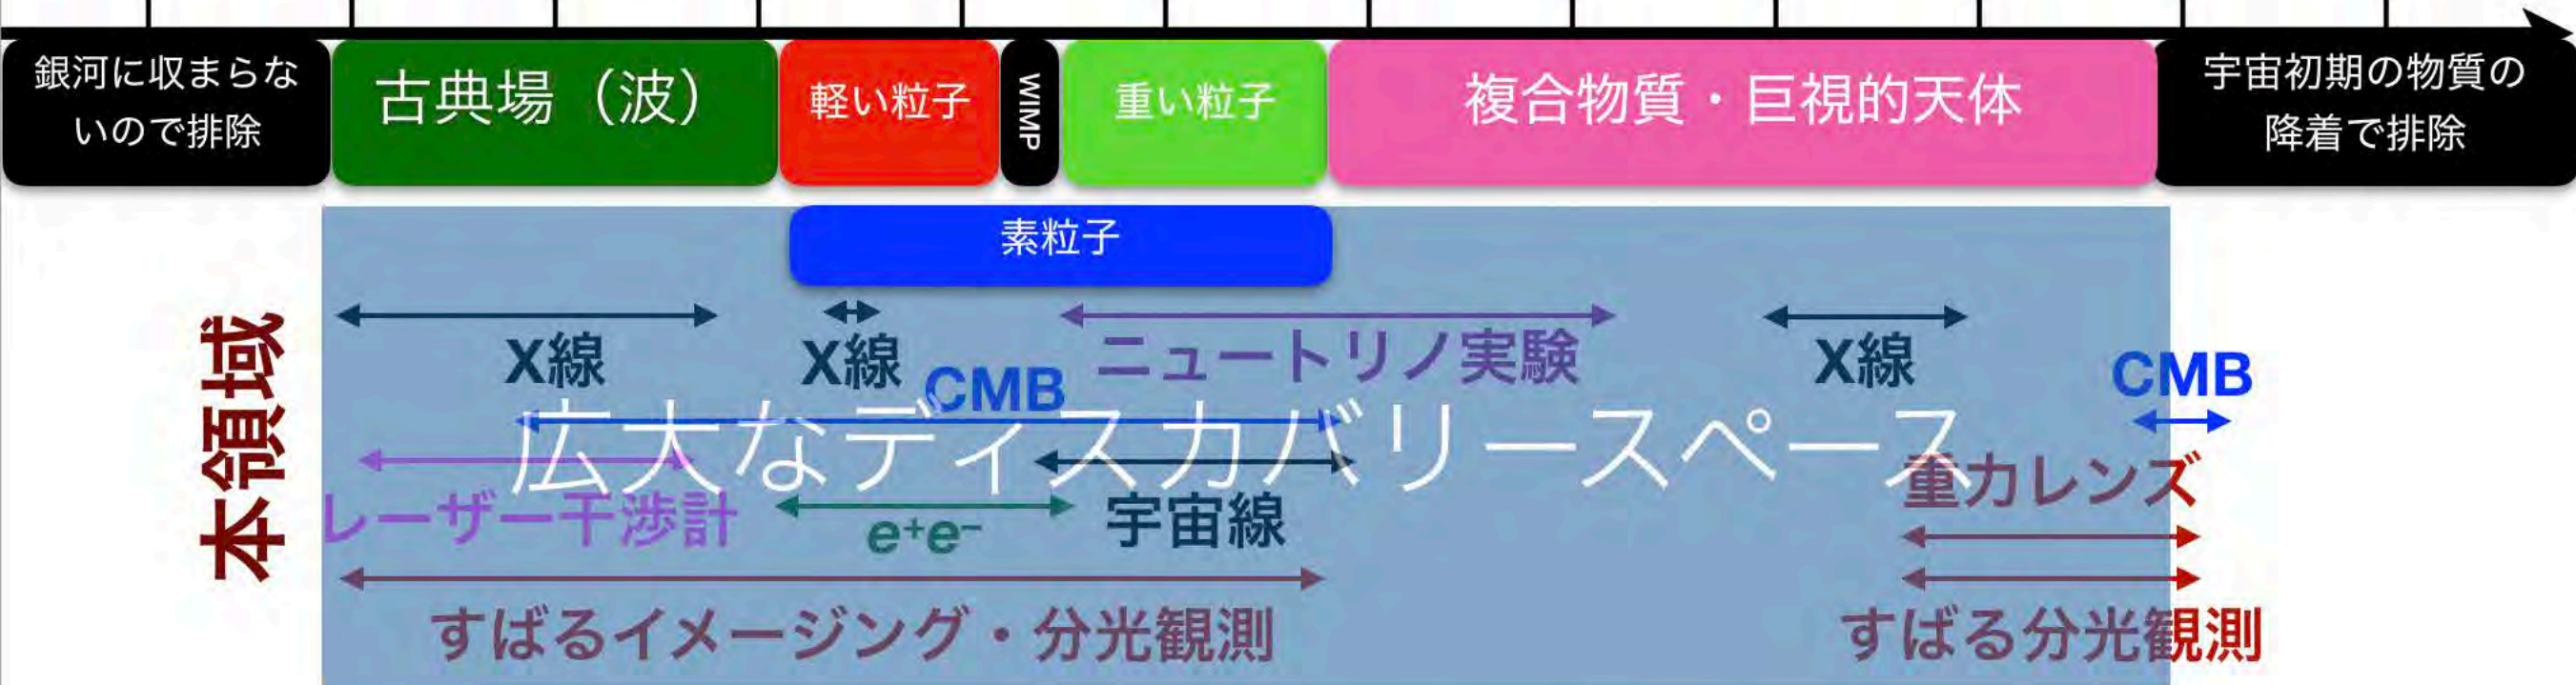 銀河に収まらな
いので排除
古典場（波）
軽い粒子
WIMP
重い粒子
複合物質・巨視的天体
宇宙初期の物質の
降着で排除
素粒子
本領域
X線
X線
CMB
ニュートリノ実験
X線
CMB
広大なディスカバリースペース
重力レンズ
レーザー干渉計
e⁺e⁻
宇宙線
すばるイメージング・分光観測
すばる分光観測